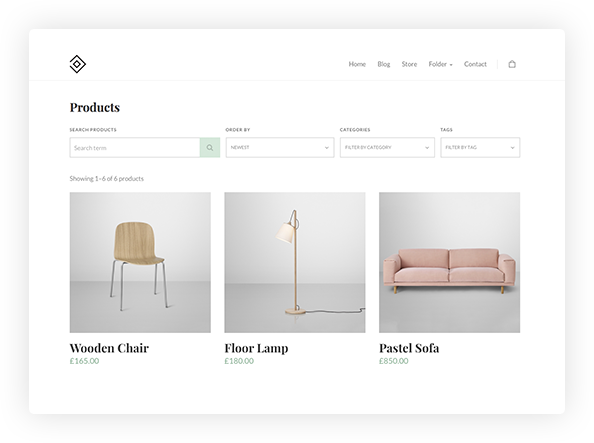 Home Blog Store Folder Contact
Products
SEARCH PRODUCTS ORDER BY CATEGORIES TAGS
Search term NEWEST FILTER BY CATEGORY FILTER BY TAG
Showing 1–6 of 6 products
Wooden Chair Floor Lamp Pastel Sofa
£165.00 £180.00 £850.00